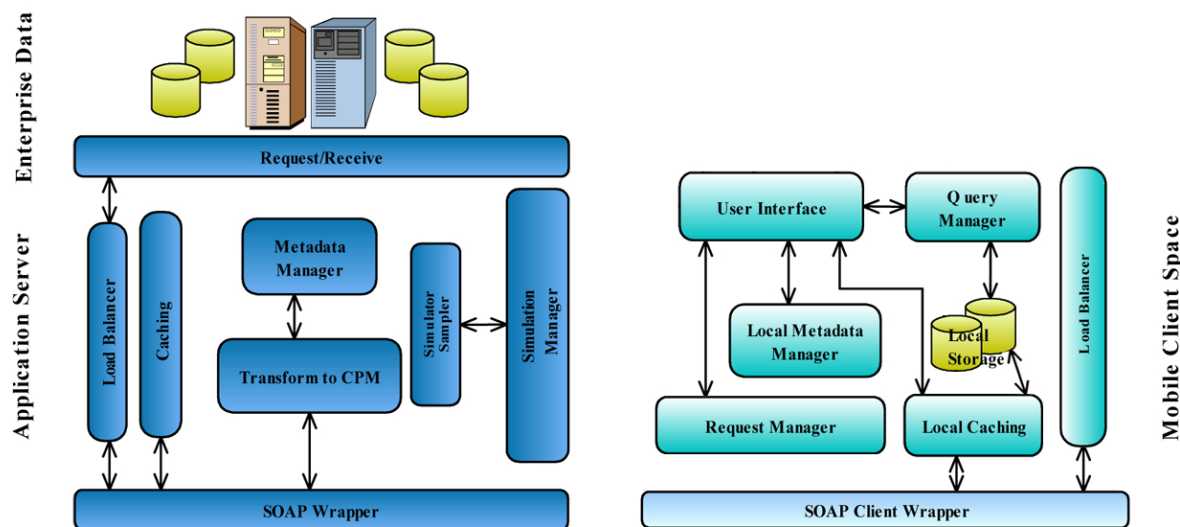 Enterprise Data
Application Server
Request/Receive
Load Balancer
Caching
Metadata
Manager
Transform to CPM
Simulator
Sampler
Simulation
Manager
SOAP Wrapper
User Interface
Query
Manager
Local Metadata
Manager
Local
Storage
Request Manager
Local Caching
Load Balancer
SOAP Client Wrapper
Mobile Client Space